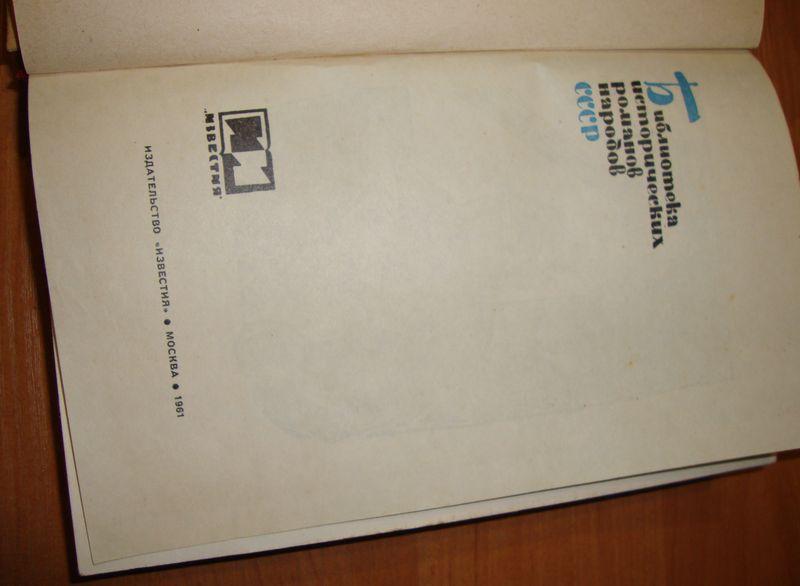 Библиотека
исторических
романов
народов
СССР
„ИЗВЕСТИЯ"
ИЗДАТЕЛЬСТВО «ИЗВЕСТИЯ» ● МОСКВА ● 1961